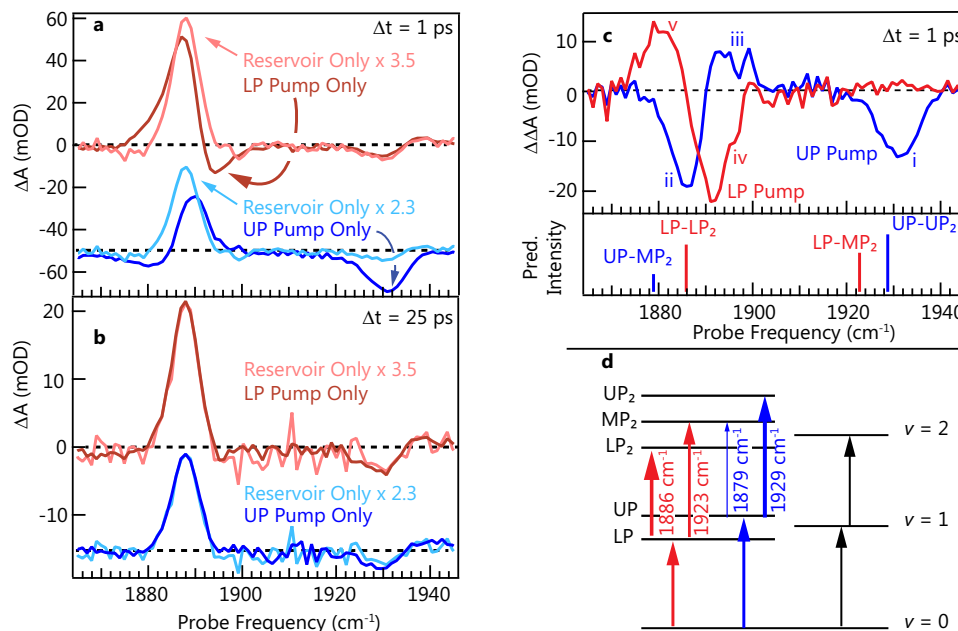 a
Δt = 1 ps
Reservoir Only x 3.5
LP Pump Only
Reservoir Only x 2.3
UP Pump Only
ΔA (mOD)
60
40
20
0
-20
-40
-60
b
Δt = 25 ps
Reservoir Only x 3.5
LP Pump Only
Reservoir Only x 2.3
UP Pump Only
ΔA (mOD)
20
10
0
-10
1880
1900
1920
1940
Probe Frequency (cm⁻¹)
c
Δt = 1 ps
v
iii
ii
iv
i
UP Pump
LP Pump
ΔΔA (mOD)
10
0
-10
-20
Pred.
Intensity
UP-MP₂
LP-LP₂
LP-MP₂
UP-UP₂
1880
1900
1920
1940
Probe Frequency (cm⁻¹)
d
UP₂
MP₂
LP₂
UP
LP
1886 cm⁻¹
1923 cm⁻¹
1879 cm⁻¹
1929 cm⁻¹
v = 2
v = 1
v = 0